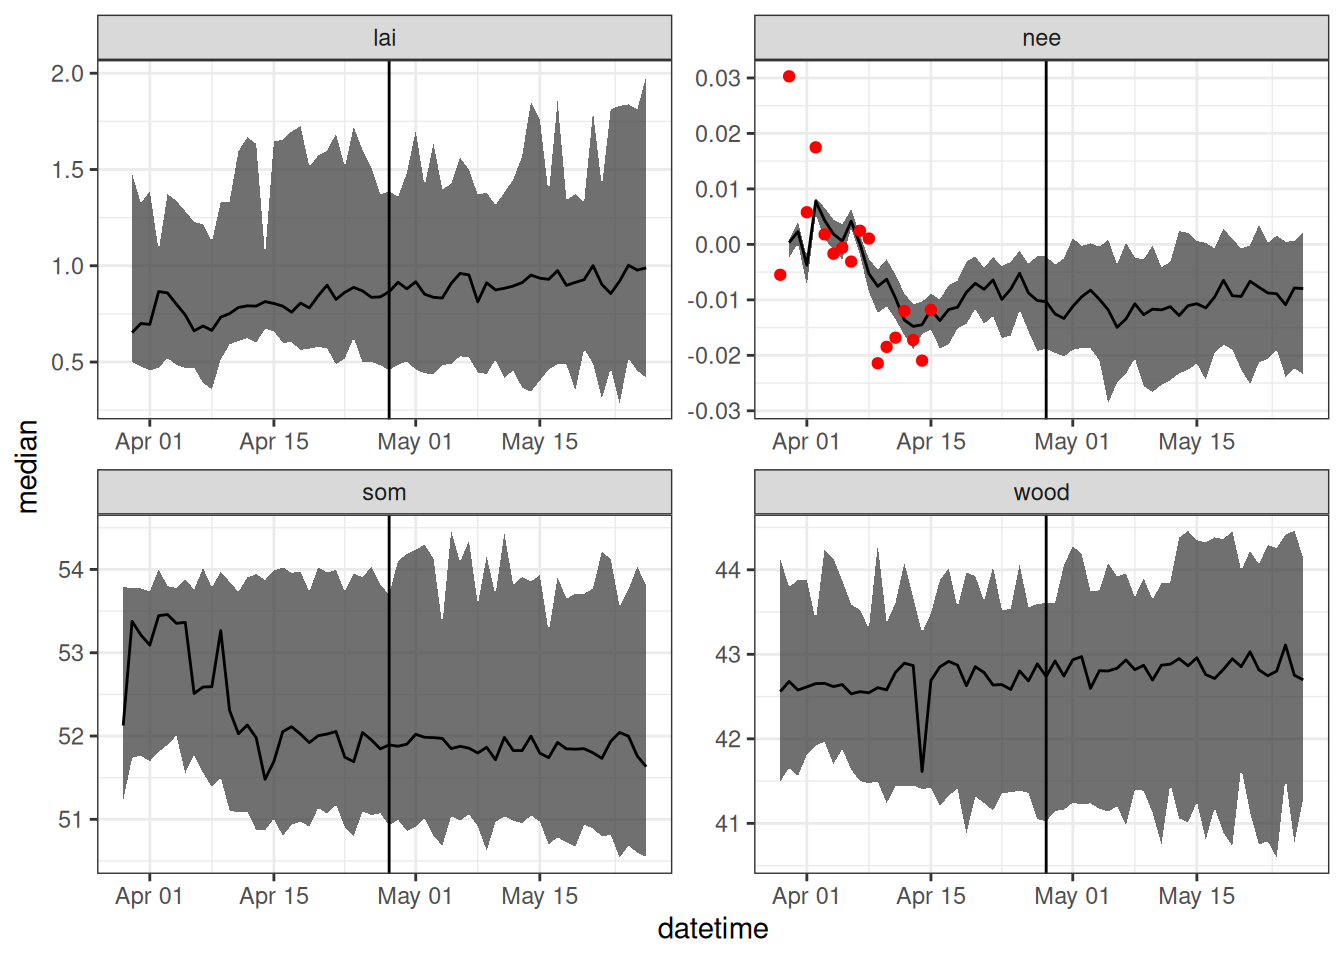 lai
nee
2.0
1.5
1.0
0.5
0.03
0.02
0.01
0.00
-0.01
-0.02
-0.03
Apr 01 Apr 15 May 01 May 15
Apr 01 Apr 15 May 01 May 15
median
som
wood
54
53
52
51
44
43
42
41
Apr 01 Apr 15 May 01 May 15
Apr 01 Apr 15 May 01 May 15
datetime